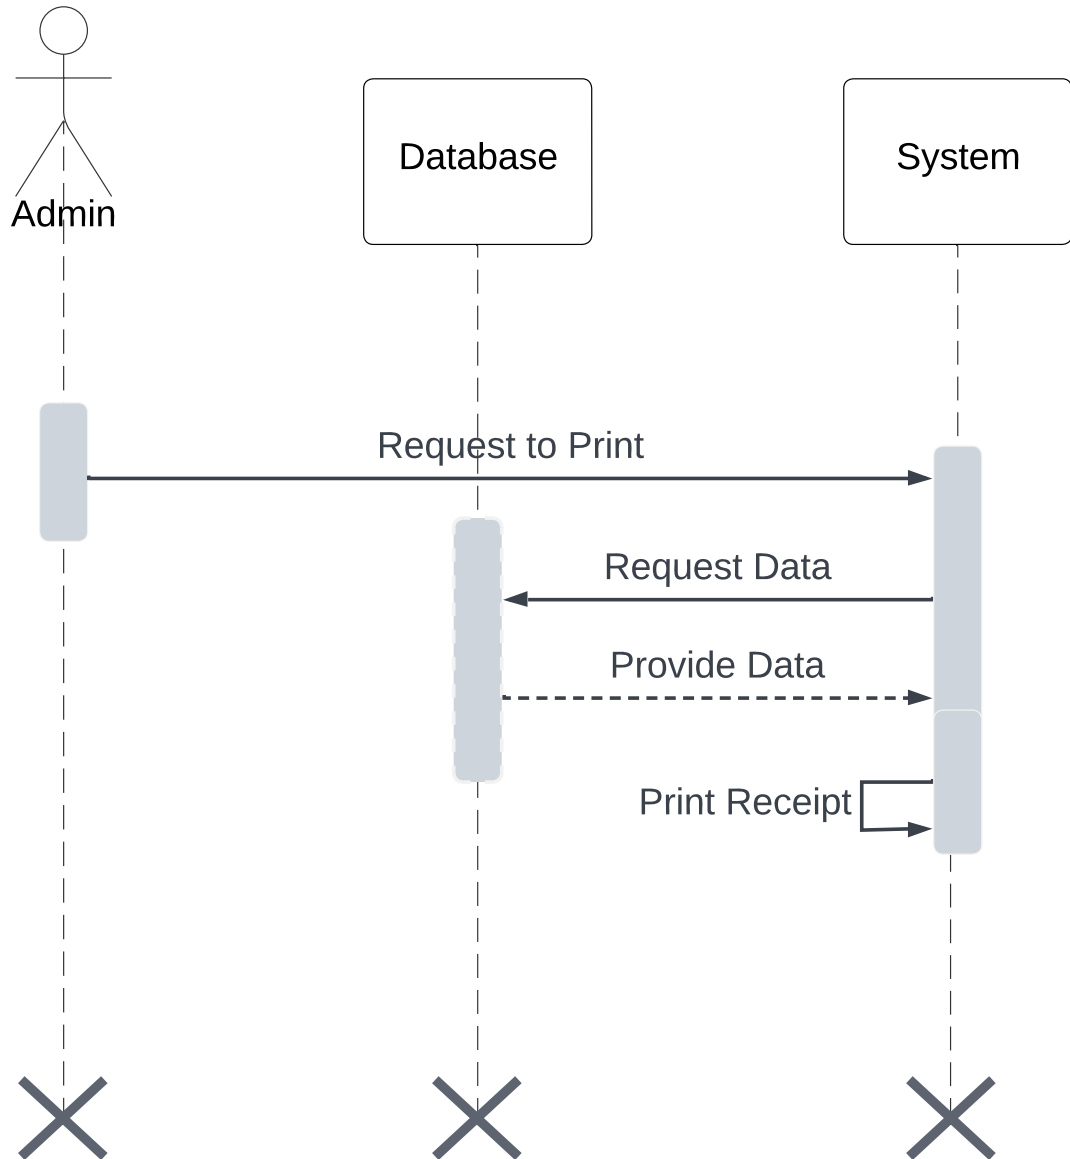 Admin
Database
System
Request to Print
Request Data
Provide Data
Print Receipt